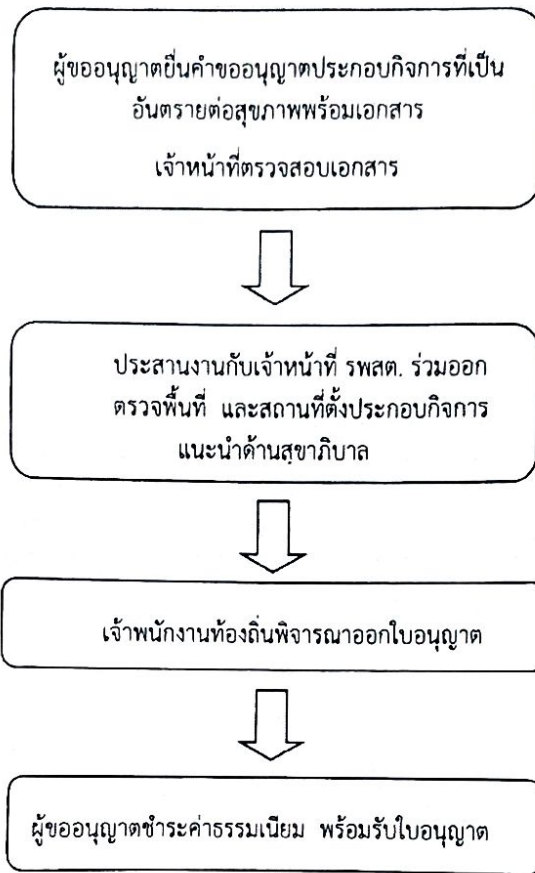 ผู้ขออนุญาตยื่นคำขออนุญาตประกอบกิจการที่เป็น
อันตรายต่อสุขภาพพร้อมเอกสาร
เจ้าหน้าที่ตรวจสอบเอกสาร
ประสานงานกับเจ้าหน้าที่ รพสต. ร่วมออก
ตรวจพื้นที่ และสถานที่ตั้งประกอบกิจการ
แนะนำด้านสุขาภิบาล
เจ้าพนักงานท้องถิ่นพิจารณาออกใบอนุญาต
ผู้ขออนุญาตชำระค่าธรรมเนียม พร้อมรับใบอนุญาต